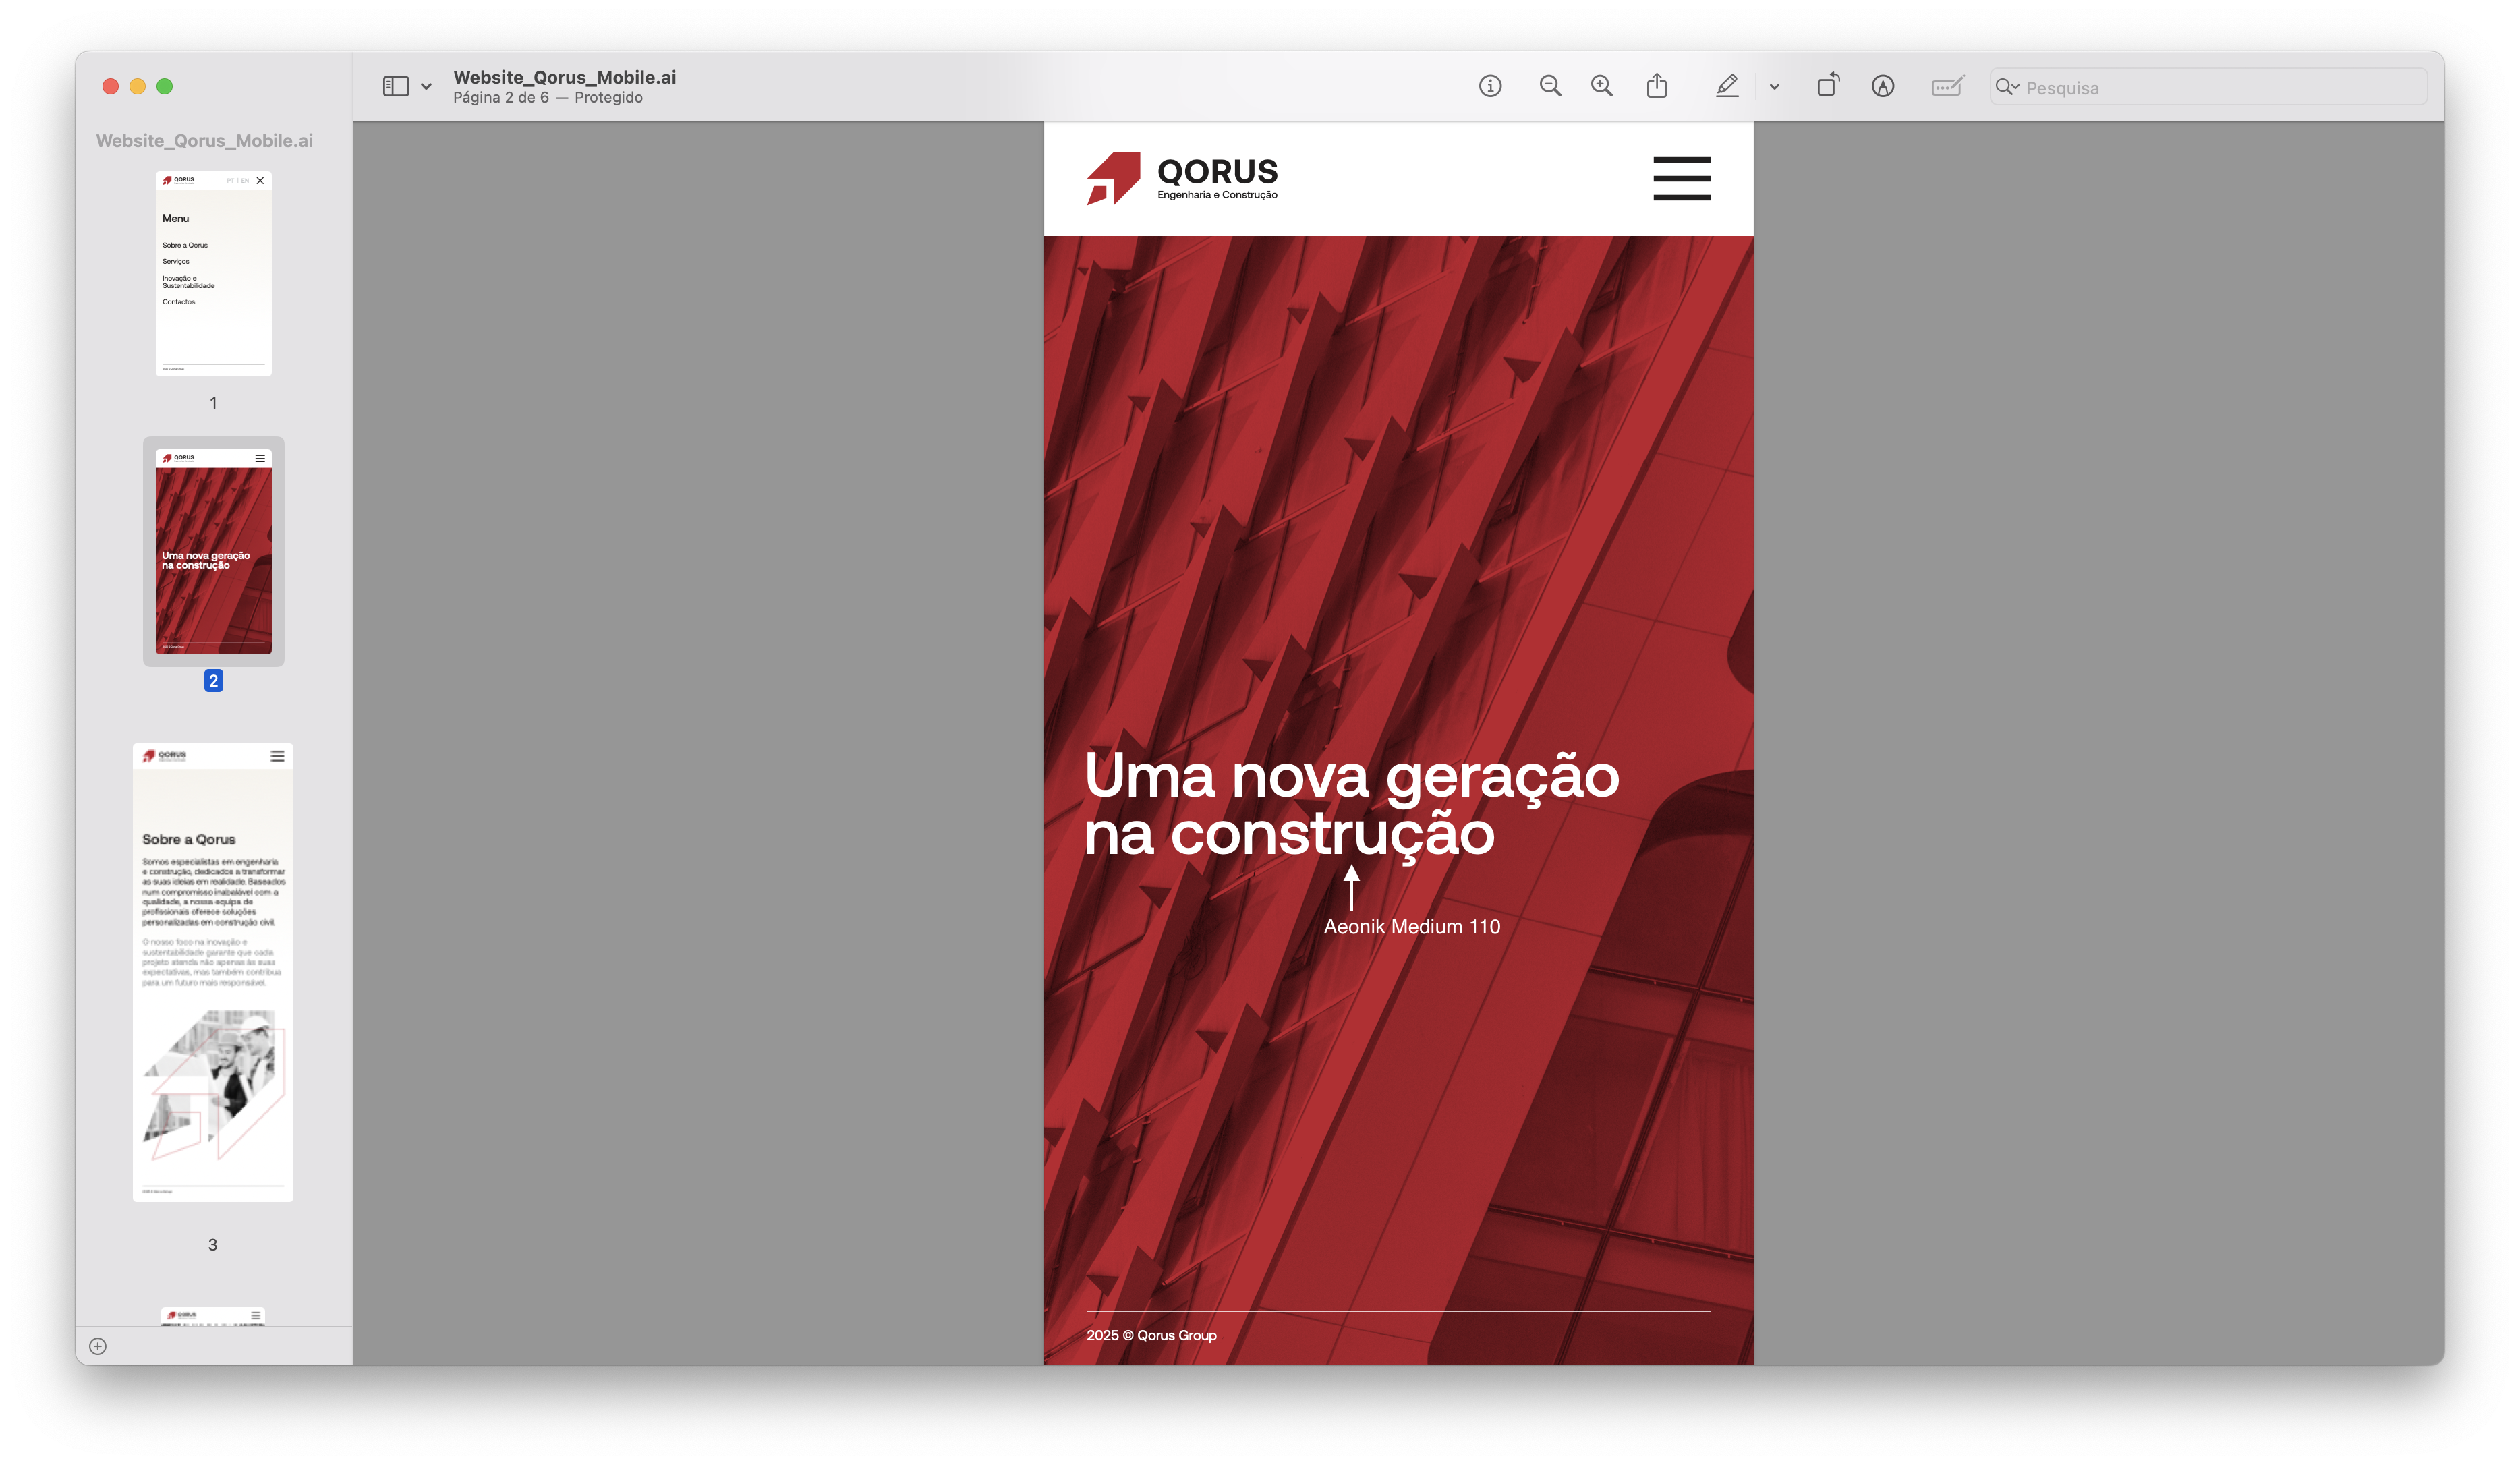 Website_Qorus_Mobile.ai
Página 2 de 6 — Protegido
Pesquisa
Website_Qorus_Mobile.ai
QORUS
PT | EN
Menu
Sobre a Qorus
Serviços
Inovação e
Sustentabilidade
Contactos
1
QORUS
Uma nova geração
na construção
2
QORUS
Sobre a Qorus
Somos especialistas em engenharia
e construção, dedicados a transformar
as suas ideias em realidade. Baseados
num compromisso inabalável com a
qualidade, a nossa equipa de
profissionais oferece soluções
personalizadas em construção civil.
O nosso foco na inovação e
sustentabilidade garante que cada
projeto atenda não apenas às suas
expectativas, mas também contribua
para um futuro mais responsável.
3
QORUS
QORUS
Engenharia e Construção
Uma nova geração
na construção
Aeonik Medium 110
2025 © Qorus Group